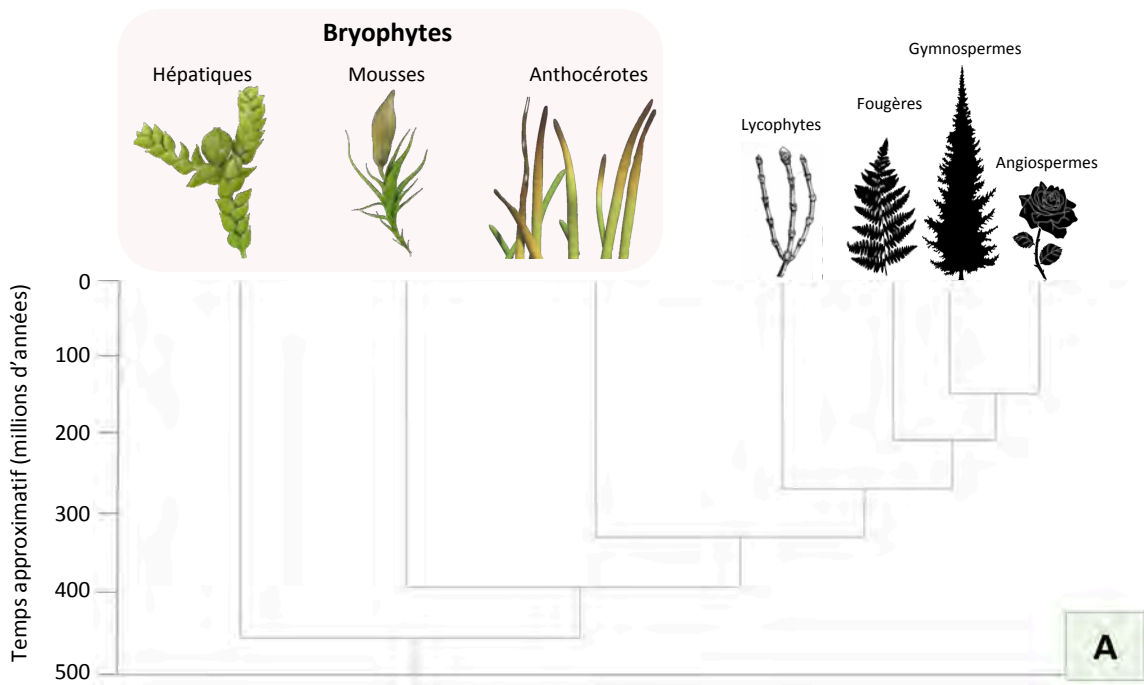 Bryophytes
Hépatiques
Mousses
Anthocérotes
Lycophytes
Fougères
Gymnospermes
Angiospermes
Temps approximatif (millions d’années)
0
100
200
300
400
500
A